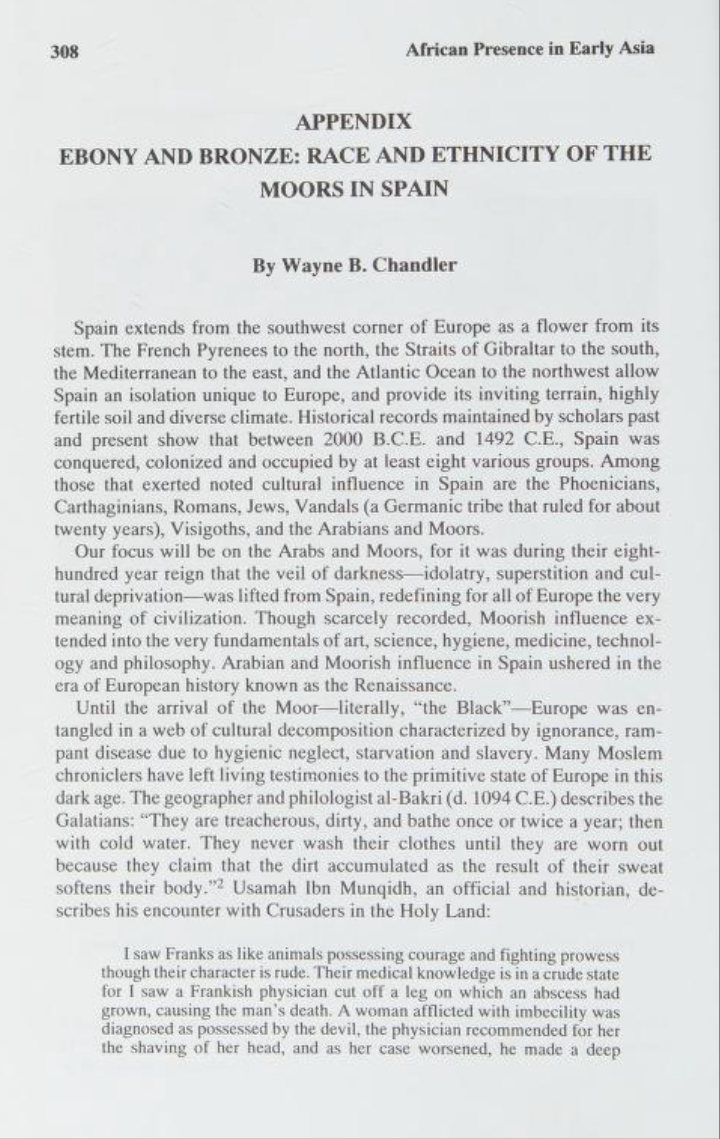 308 African Presence in Early Asia
APPENDIX
EBONY AND BRONZE: RACE AND ETHNICITY OF THE
MOORS IN SPAIN
By Wayne B. Chandler
Spain extends from the southwest corner of Europe as a flower from its
stem. The French Pyrenees to the north, the Straits of Gibraltar to the south,
the Mediterranean to the east, and the Atlantic Ocean to the northwest allow
Spain an isolation unique to Europe, and provide its inviting terrain, highly
fertile soil and diverse climate. Historical records maintained by scholars past
and present show that between 2000 B.C.E. and 1492 C.E., Spain was
conquered, colonized and occupied by at least eight various groups. Among
those that exerted noted cultural influence in Spain are the Phoenicians,
Carthaginians, Romans, Jews, Vandals (a Germanic tribe that ruled for about
twenty years), Visigoths, and the Arabians and Moors.
Our focus will be on the Arabs and Moors, for it was during their eight-
hundred year reign that the veil of darkness—idolatry, superstition and cul-
tural deprivation—was lifted from Spain, redefining for all of Europe the very
meaning of civilization. Though scarcely recorded, Moorish influence ex-
tended into the very fundamentals of art, science, hygiene, medicine, technol-
ogy and philosophy. Arabian and Moorish influence in Spain ushered in the
era of European history known as the Renaissance.
Until the arrival of the Moor—literally, “the Black”—Europe was en-
tangled in a web of cultural decomposition characterized by ignorance, ram-
pant disease due to hygienic neglect, starvation and slavery. Many Moslem
chroniclers have left living testimonies to the primitive state of Europe in this
dark age. The geographer and philologist al-Bakri (d. 1094 C.E.) describes the
Galatians: “They are treacherous, dirty, and bathe once or twice a year; then
with cold water. They never wash their clothes until they are worn out
because they claim that the dirt accumulated as the result of their sweat
softens their body.”² Usamah Ibn Munqidh, an official and historian, de-
scribes his encounter with Crusaders in the Holy Land:
I saw Franks as like animals possessing courage and fighting prowess
though their character is rude. Their medical knowledge is in a crude state
for I saw a Frankish physician cut off a leg on which an abscess had
grown, causing the man's death. A woman afflicted with imbecility was
diagnosed as possessed by the devil, the physician recommended for her
the shaving of her head, and as her case worsened, he made a deep